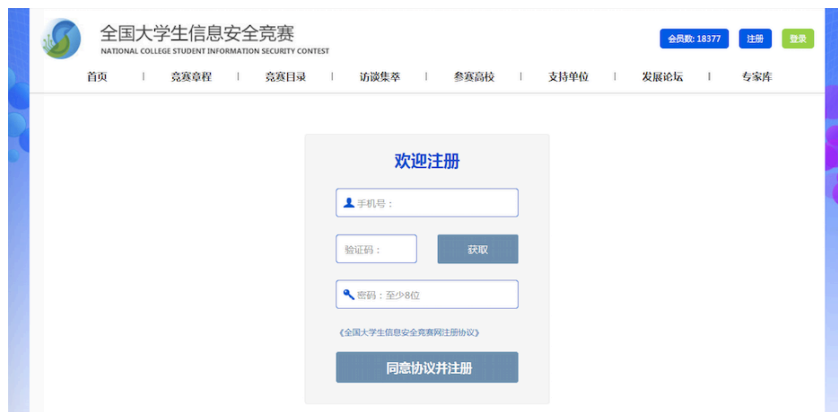 全国大学生信息安全竞赛
NATIONAL COLLEGE STUDENT INFORMATION SECURITY CONTEST
会员数: 18377 注册 登录
首页 | 竞赛章程 | 竞赛目录 | 访谈集萃 | 参赛高校 | 支持单位 | 发展论坛 | 专家库
欢迎注册
手机号：
验证码： 获取
密码：至少8位
《全国大学生信息安全竞赛网注册协议》
同意协议并注册